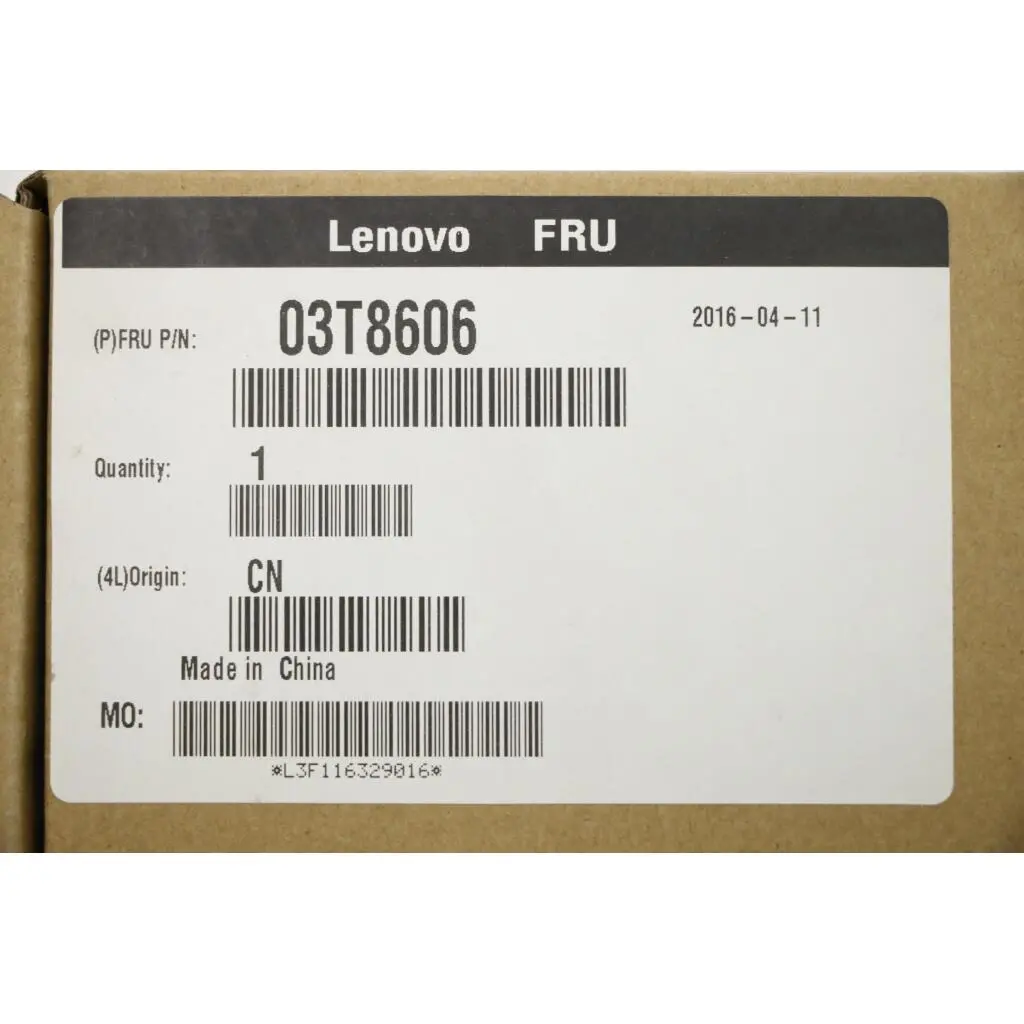 Lenovo FRU
(P)FRU P/N: 03T8606 2016-04-11
Quantity: 1
(4L)Origin: CN
Made in China
MO:
*L3F116329016*